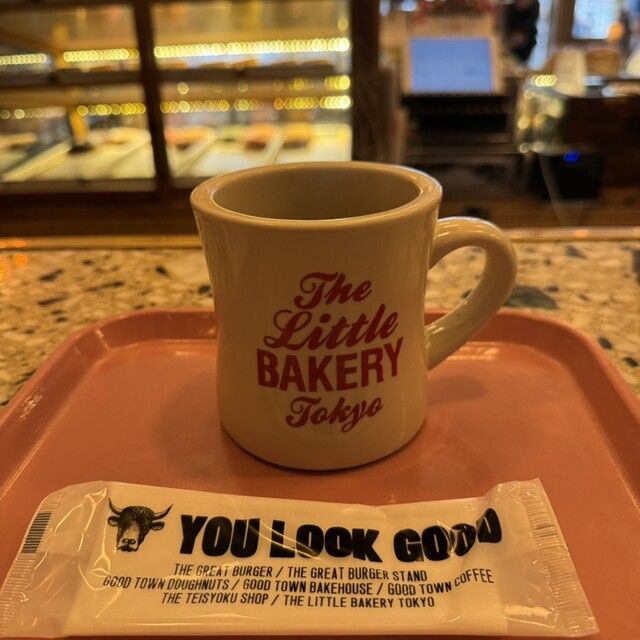 The
Little
BAKERY
Tokyo
YOU LOOK GOOD
THE GREAT BURGER / THE GREAT BURGER STAND
GOOD TOWN DOUGHNUTS / GOOD TOWN BAKEHOUSE / GOOD TOWN COFFEE
THE TEISYOKU SHOP / THE LITTLE BAKERY TOKYO